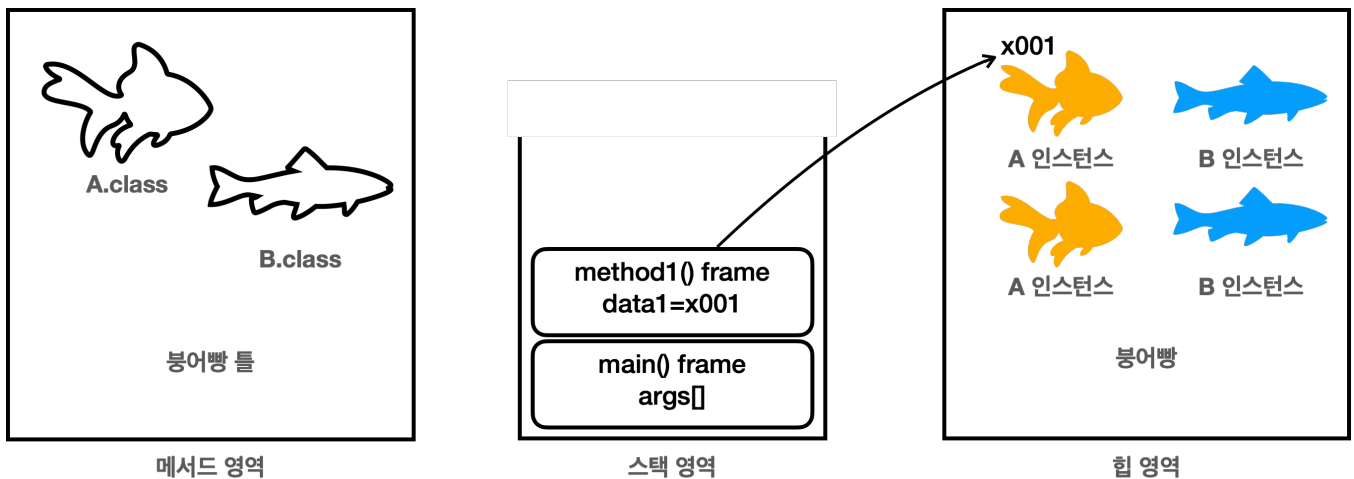 A.class
B.class
붕어빵 틀
메서드 영역
method1() frame
data1=x001
main() frame
args[]
스택 영역
x001
A 인스턴스
B 인스턴스
A 인스턴스
B 인스턴스
붕어빵
힙 영역